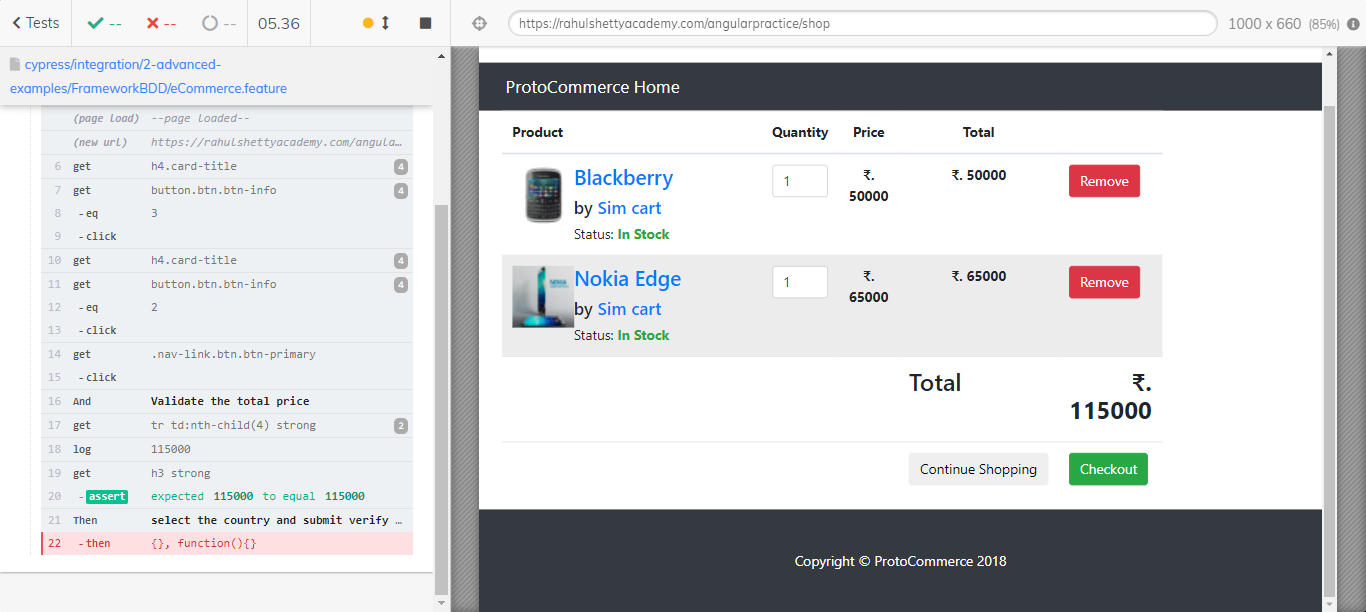 Tests
--
--
--
05.36
https://rahulshettyacademy.com/angularpractice/shop
1000 x 660 (85%)
cypress/integration/2-advanced-
examples/FrameworkBDD/eCommerce.feature
(page load) --page loaded--
(new url) https://rahulshettyacademy.com/angula…
6 get h4.card-title 4
7 get button.btn.btn-info 4
8 - eq 3
9 - click
10 get h4.card-title 4
11 get button.btn.btn-info 4
12 - eq 2
13 - click
14 get .nav-link.btn.btn-primary
15 - click
16 And Validate the total price
17 get tr td:nth-child(4) strong 2
18 log 115000
19 get h3 strong
20 - assert expected 115000 to equal 115000
21 Then select the country and submit verify …
22 - then {}, function(){}
ProtoCommerce Home
Product Quantity Price Total
Blackberry
by Sim cart
Status: In Stock
1
₹.
50000
₹. 50000
Remove
NOKIA
Nokia Edge
by Sim cart
Status: In Stock
1
₹.
65000
₹. 65000
Remove
Total
₹.
115000
Continue Shopping
Checkout
Copyright © ProtoCommerce 2018